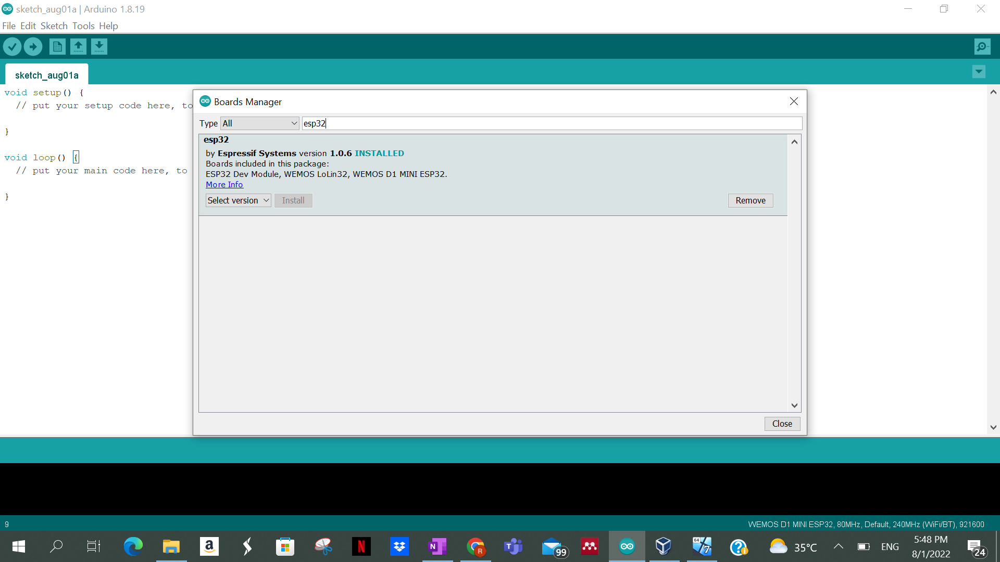 sketch_aug01a | Arduino 1.8.19
File Edit Sketch Tools Help
sketch_aug01a
void setup() {
// put your setup code here, to
}
void loop() {
// put your main code here, to
}
Boards Manager
Type All esp32
esp32
by Espressif Systems version 1.0.6 INSTALLED
Boards included in this package:
ESP32 Dev Module, WEMOS LoLin32, WEMOS D1 MINI ESP32.
More Info
Select version Install Remove
Close
9 WEMOS D1 MINI ESP32, 80MHz, Default, 240MHz (WiFi/BT), 921600
a N N R 99 64 7 35°C ENG 5:48 PM
8/1/2022 24